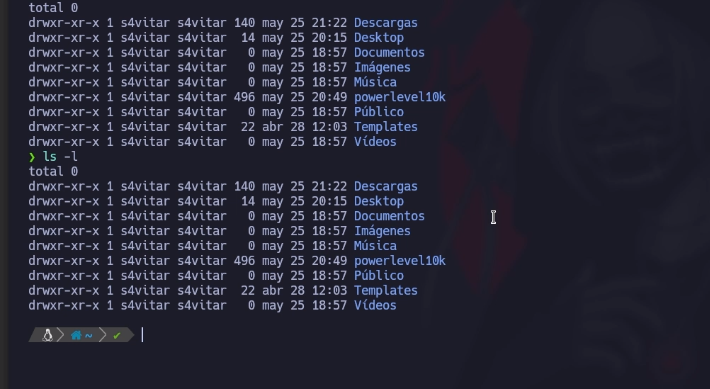 total 0
drwxr-xr-x 1 s4vitar s4vitar 140 may 25 21:22 Descargas
drwxr-xr-x 1 s4vitar s4vitar  14 may 25 20:15 Desktop
drwxr-xr-x 1 s4vitar s4vitar   0 may 25 18:57 Documentos
drwxr-xr-x 1 s4vitar s4vitar   0 may 25 18:57 Imágenes
drwxr-xr-x 1 s4vitar s4vitar   0 may 25 18:57 Música
drwxr-xr-x 1 s4vitar s4vitar 496 may 25 20:49 powerlevel10k
drwxr-xr-x 1 s4vitar s4vitar   0 may 25 18:57 Público
drwxr-xr-x 1 s4vitar s4vitar  22 abr 28 12:03 Templates
drwxr-xr-x 1 s4vitar s4vitar   0 may 25 18:57 Vídeos
❯ ls -l
total 0
drwxr-xr-x 1 s4vitar s4vitar 140 may 25 21:22 Descargas
drwxr-xr-x 1 s4vitar s4vitar  14 may 25 20:15 Desktop
drwxr-xr-x 1 s4vitar s4vitar   0 may 25 18:57 Documentos
drwxr-xr-x 1 s4vitar s4vitar   0 may 25 18:57 Imágenes
drwxr-xr-x 1 s4vitar s4vitar   0 may 25 18:57 Música
drwxr-xr-x 1 s4vitar s4vitar 496 may 25 20:49 powerlevel10k
drwxr-xr-x 1 s4vitar s4vitar   0 may 25 18:57 Público
drwxr-xr-x 1 s4vitar s4vitar  22 abr 28 12:03 Templates
drwxr-xr-x 1 s4vitar s4vitar   0 may 25 18:57 Vídeos
~ ✔